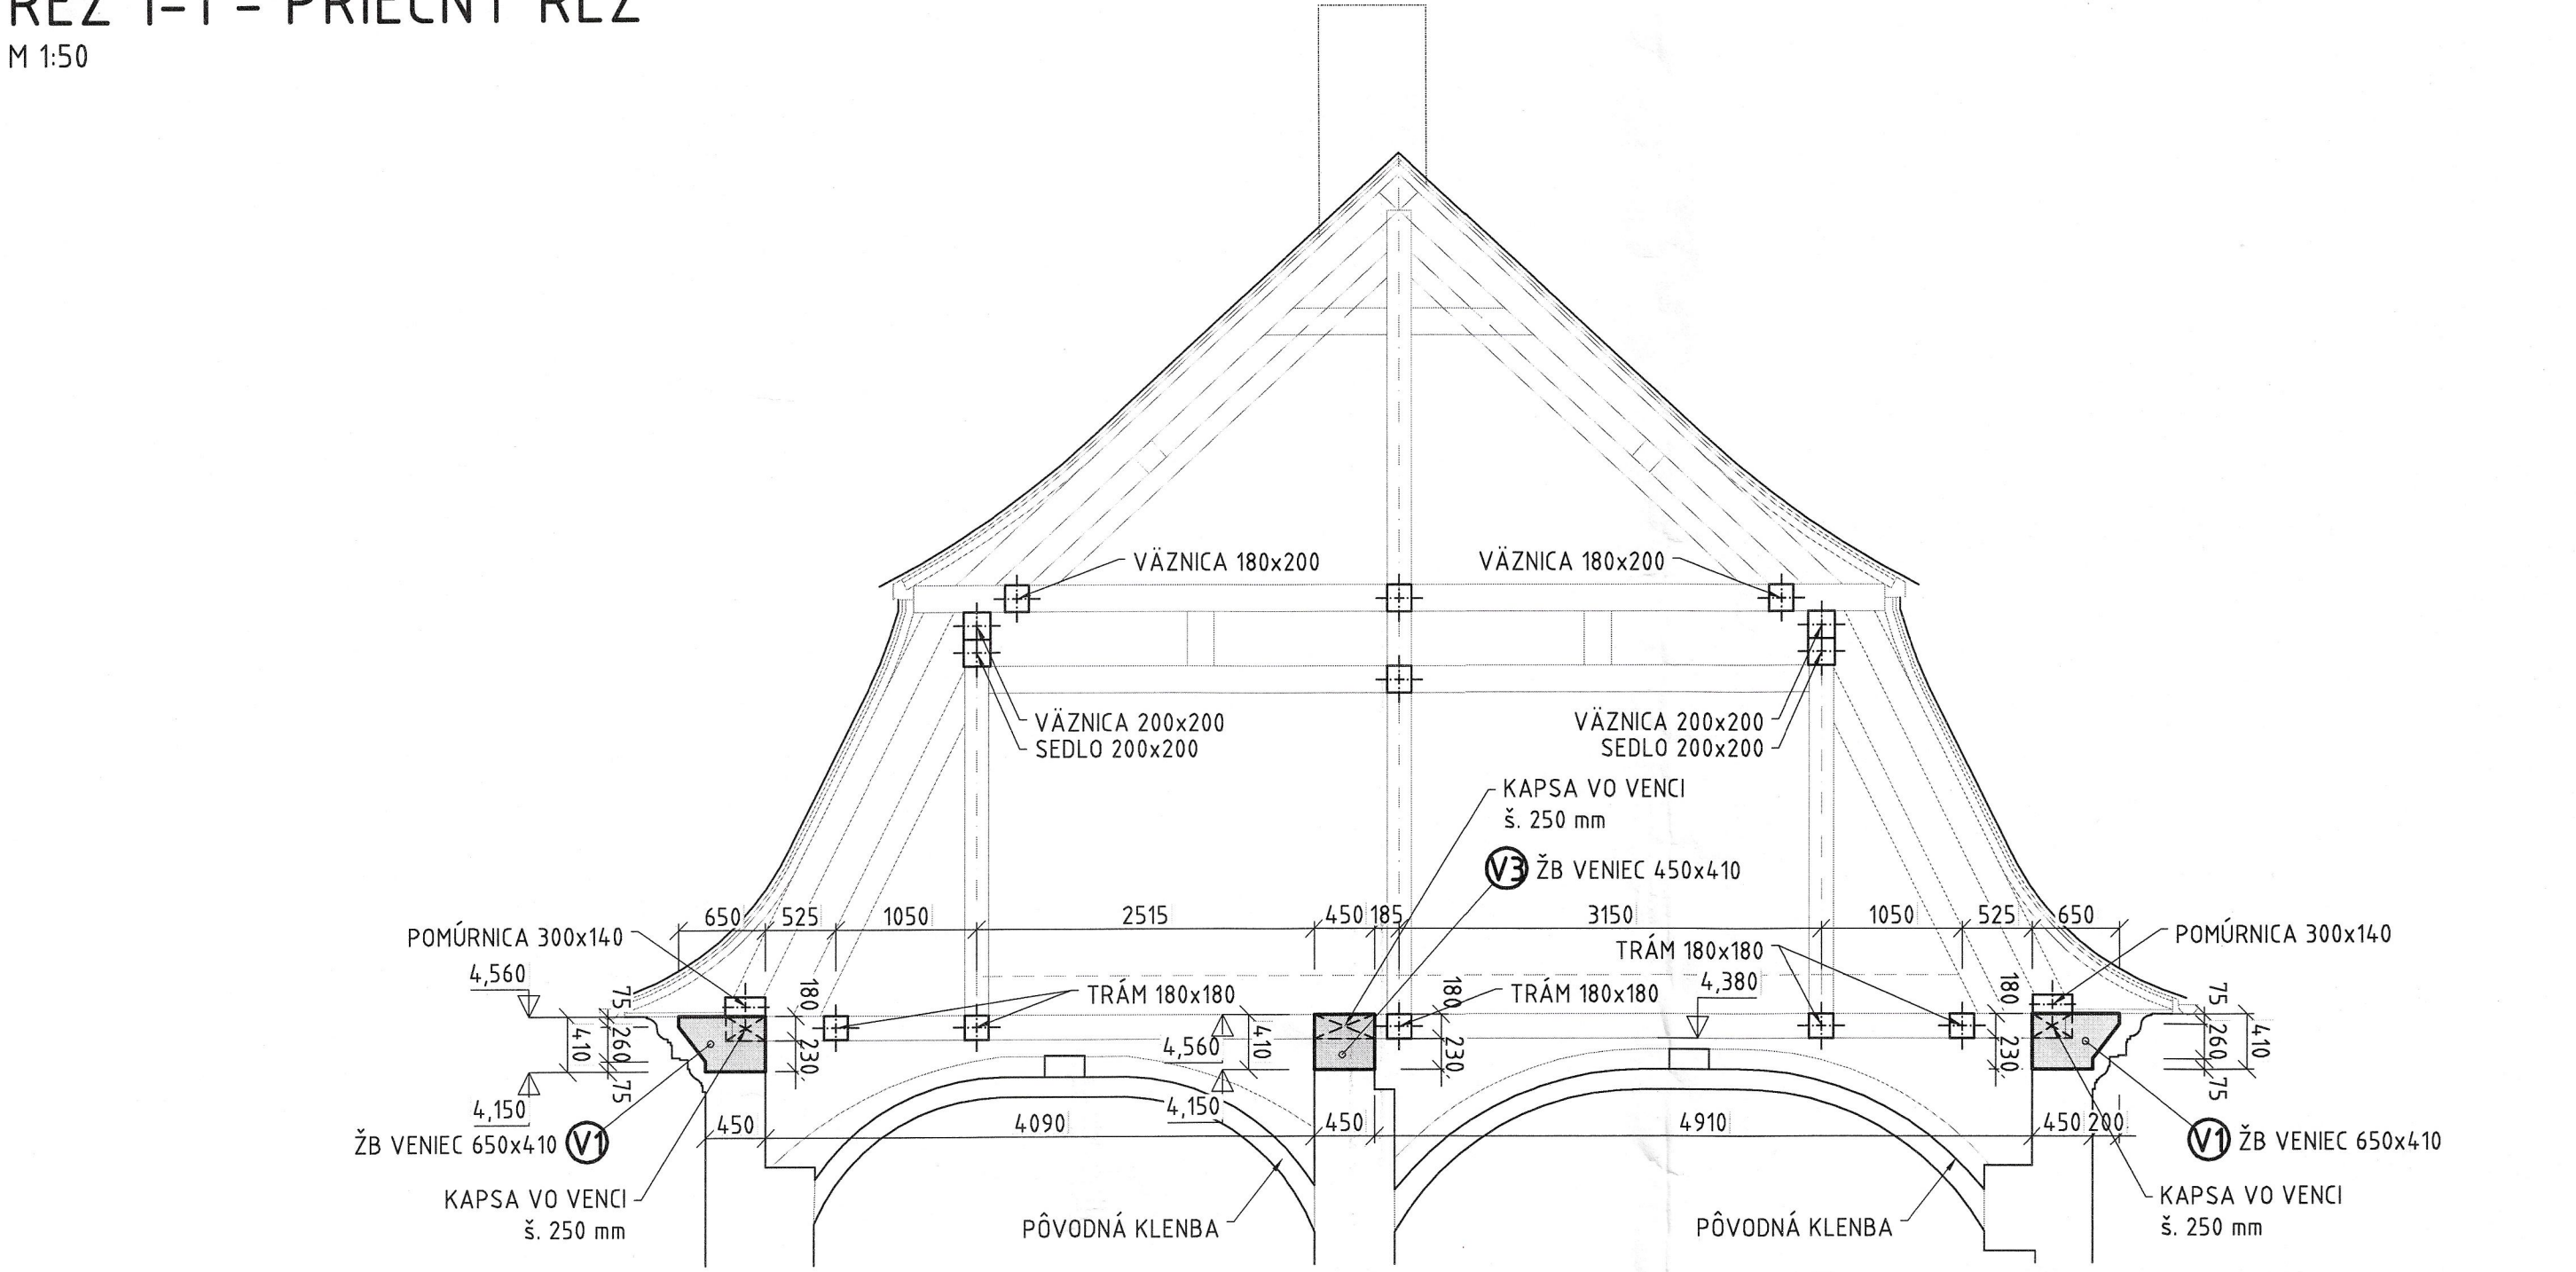 REZ 1-1 - PRIEČNY REZ
M 1:50
VÄZNICA 180x200
VÄZNICA 180x200
VÄZNICA 200x200
SEDLO 200x200
VÄZNICA 200x200
SEDLO 200x200
KAPSA VO VENCI
š. 250 mm
V3 ŽB VENIEC 450x410
650 525 1050 2515 450 185 3150 1050 525 650
POMÚRNICA 300x140
POMÚRNICA 300x140
TRÁM 180x180
4,560
4,380
TRÁM 180x180
TRÁM 180x180
75
260
75
410
180
230
4,560
410
180
230
180
230
75
260
75
410
4,150
4,150
450 4090 450 4910 450 200
ŽB VENIEC 650x410 V1
V1 ŽB VENIEC 650x410
KAPSA VO VENCI
š. 250 mm
PÔVODNÁ KLENBA
PÔVODNÁ KLENBA
KAPSA VO VENCI
š. 250 mm